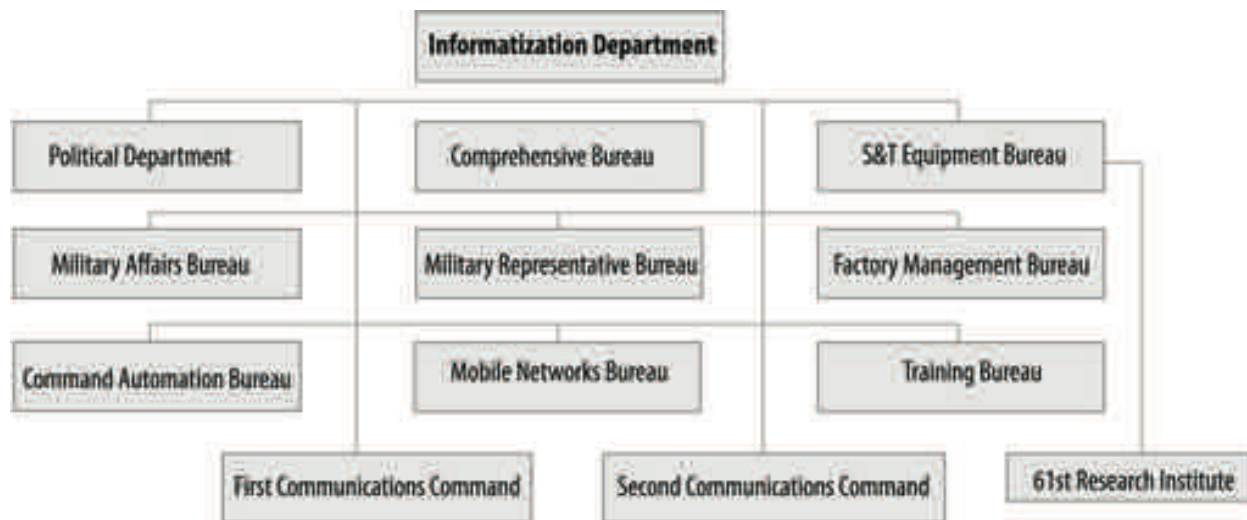 Informatization Department
Political Department
Comprehensive Bureau
S&T Equipment Bureau
Military Affairs Bureau
Military Representative Bureau
Factory Management Bureau
Command Automation Bureau
Mobile Networks Bureau
Training Bureau
First Communications Command
Second Communications Command
61st Research Institute